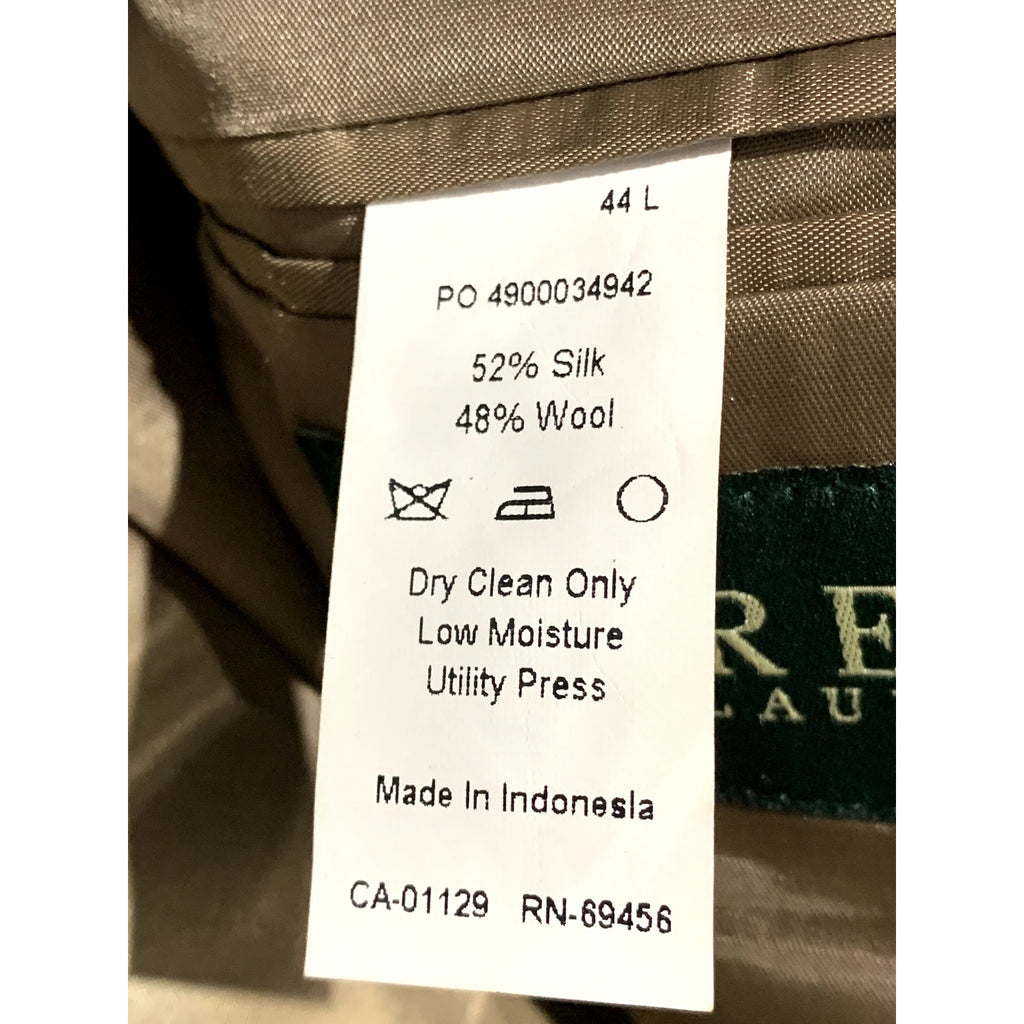 44 L
PO 4900034942
52% Silk
48% Wool
Dry Clean Only
Low Moisture
Utility Press
Made In Indonesia
CA-01129 RN-69456
RE
LAU